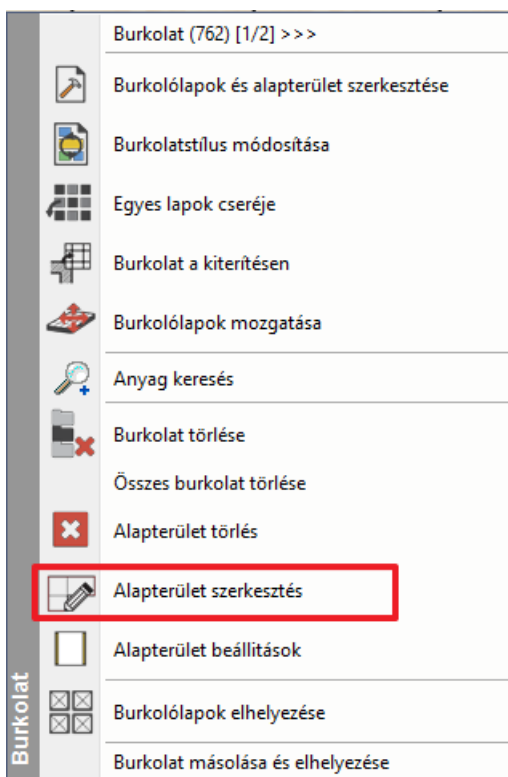 Burkolat (762) [1/2] >>>
Burkolólapok és alapterület szerkesztése
Burkolatstílus módosítása
Egyes lapok cseréje
Burkolat a kiterítésen
Burkolólapok mozgatása
Anyag keresés
Burkolat törlése
Összes burkolat törlése
Alapterület törlés
Alapterület szerkesztés
Alapterület beállitások
Burkolólapok elhelyezése
Burkolat másolása és elhelyezése
Burkolat